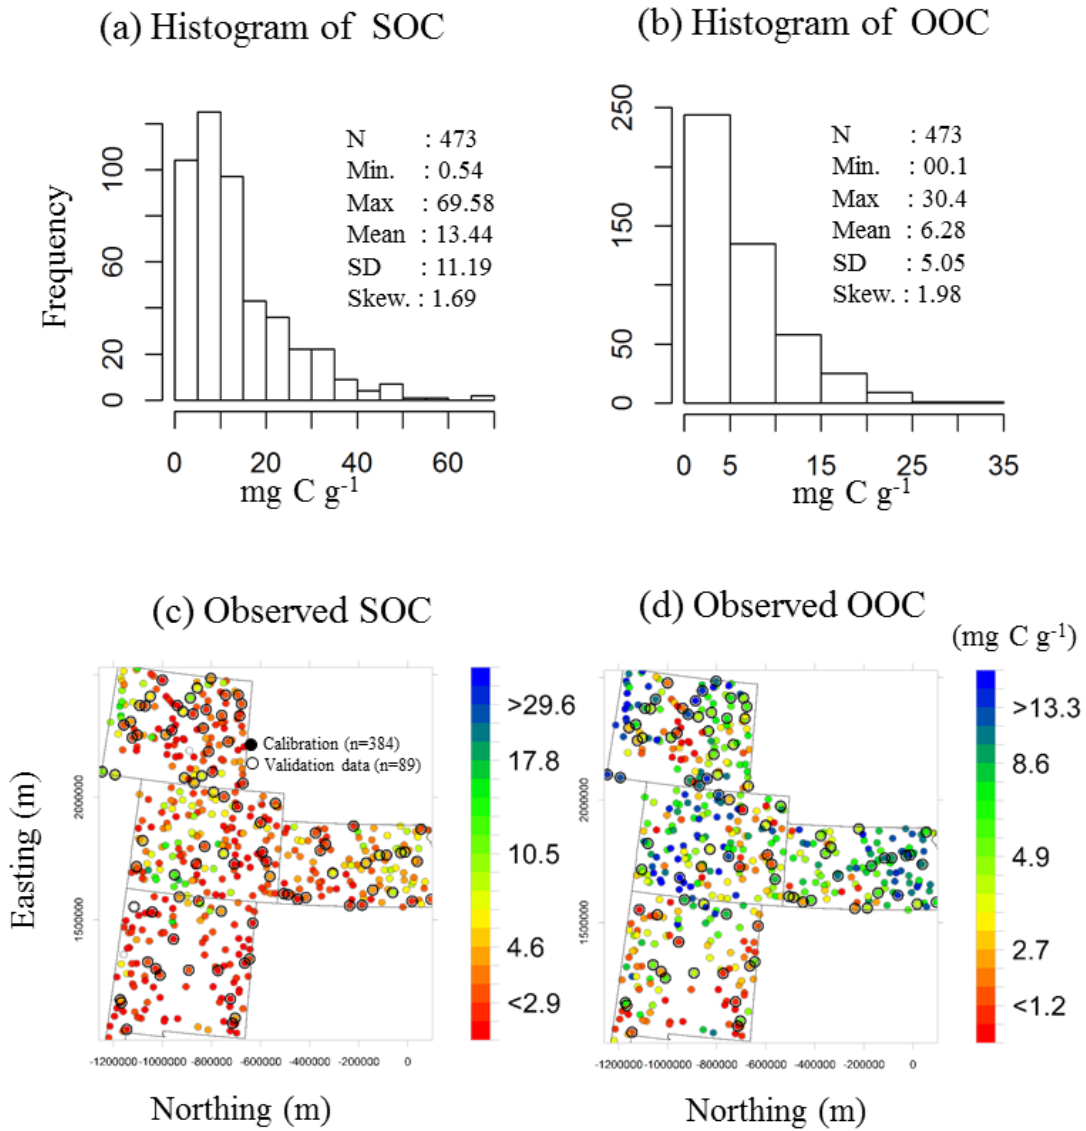 (a) Histogram of SOC
(b) Histogram of OOC
Frequency
100
60
20
0
0 20 40 60
mg C g-1
N : 473
Min. : 0.54
Max : 69.58
Mean : 13.44
SD : 11.19
Skew. : 1.69
250
150
50
0
0 5 15 25 35
mg C g-1
N : 473
Min. : 00.1
Max : 30.4
Mean : 6.28
SD : 5.05
Skew. : 1.98
(c) Observed SOC
(d) Observed OOC
(mg C g-1)
Easting (m)
2000000
1500000
Calibration (n=384)
Validation data (n=89)
>29.6
17.8
10.5
4.6
<2.9
-1200000 -1000000 -800000 -600000 -400000 -200000 0
Northing (m)
2000000
1500000
>13.3
8.6
4.9
2.7
<1.2
-1200000 -1000000 -800000 -600000 -400000 -200000 0
Northing (m)